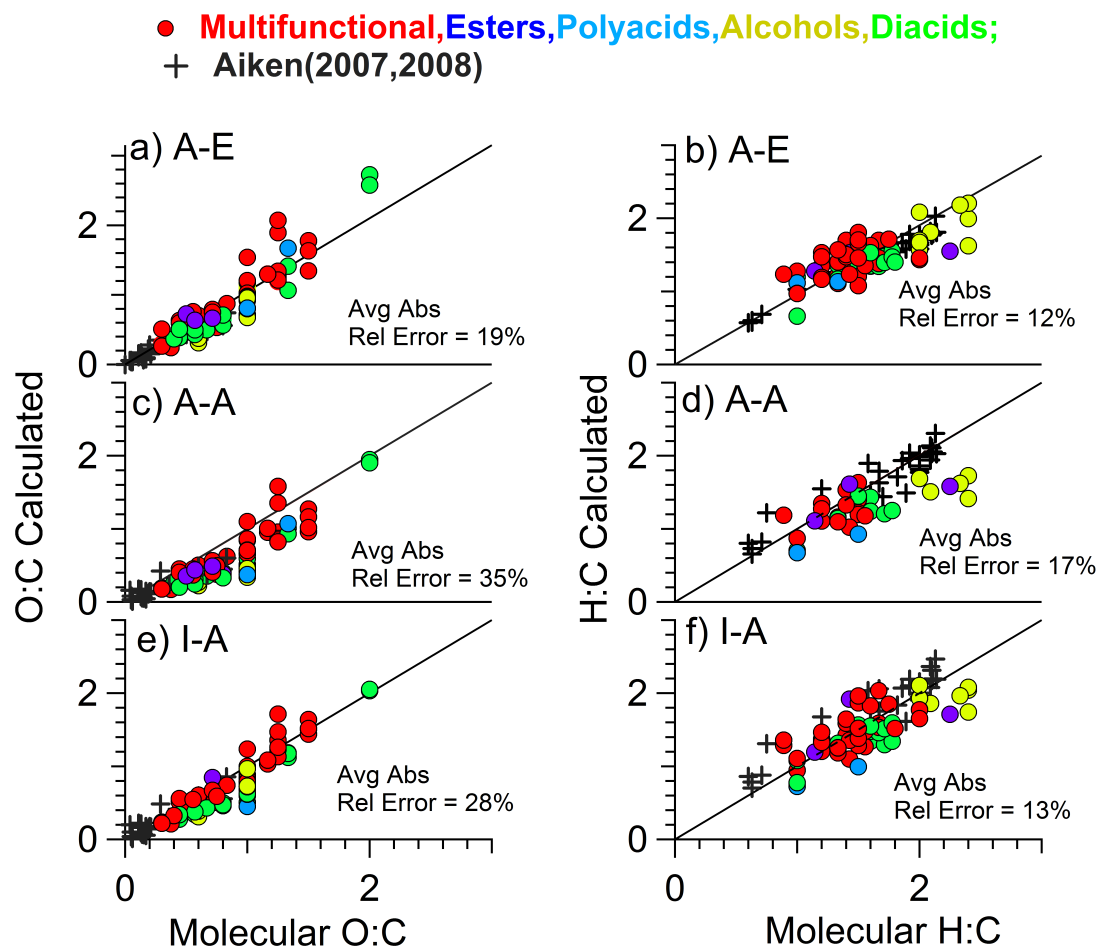 Multifunctional,Esters,Polyacids,Alcohols,Diacids;
Aiken(2007,2008)
a) A-E
2
0
Avg Abs
Rel Error = 19%
b) A-E
2
0
Avg Abs
Rel Error = 12%
c) A-A
2
0
Avg Abs
Rel Error = 35%
d) A-A
2
0
Avg Abs
Rel Error = 17%
e) I-A
2
0
Avg Abs
Rel Error = 28%
f) I-A
2
0
Avg Abs
Rel Error = 13%
O:C Calculated
H:C Calculated
0 2
0 2
Molecular O:C
Molecular H:C